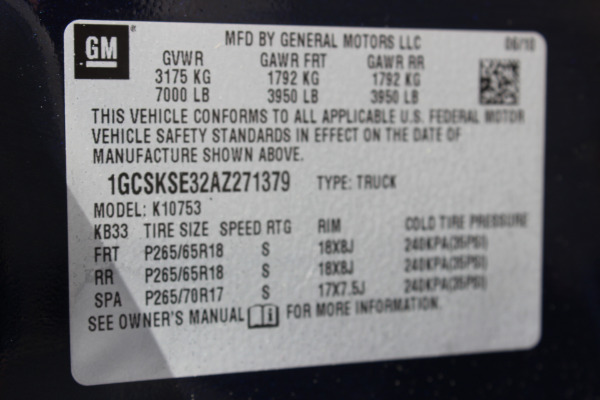 GM MFD BY GENERAL MOTORS LLC 06/10
GVWR GAWR FRT GAWR RR
3175 KG 1792 KG 1792 KG
7000 LB 3950 LB 3950 LB
THIS VEHICLE CONFORMS TO ALL APPLICABLE U.S. FEDERAL MOTOR
VEHICLE SAFETY STANDARDS IN EFFECT ON THE DATE OF
MANUFACTURE SHOWN ABOVE.
1GCSKSE32AZ271379 TYPE: TRUCK
MODEL: K10753
KB33 TIRE SIZE SPEED RTG RIM COLD TIRE PRESSURE
FRT P265/65R18 S 18X8J 240KPA(35PSI)
RR P265/65R18 S 18X8J 240KPA(35PSI)
SPA P265/70R17 S 17X7.5J 240KPA(35PSI)
SEE OWNER'S MANUAL FOR MORE INFORMATION.